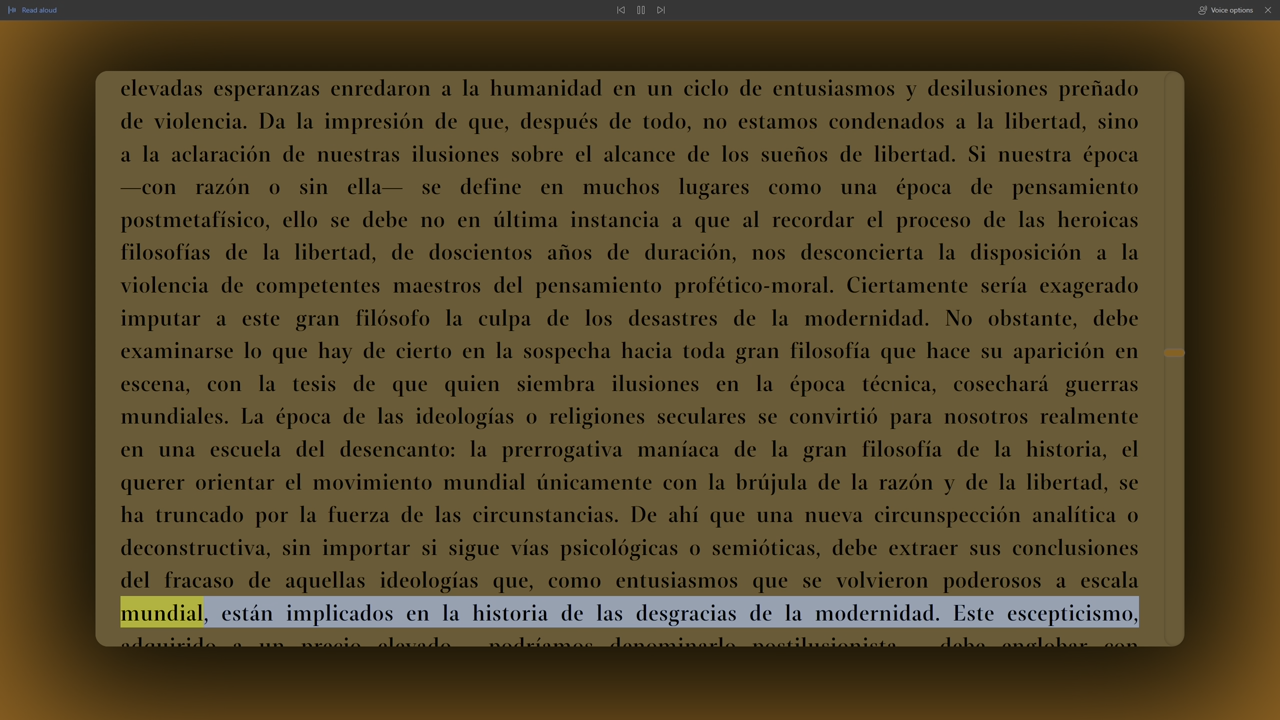 Read aloud
Voice options
elevadas esperanzas enredaron a la humanidad en un ciclo de entusiasmos y desilusiones preñado
de violencia. Da la impresión de que, después de todo, no estamos condenados a la libertad, sino
a la aclaración de nuestras ilusiones sobre el alcance de los sueños de libertad. Si nuestra época
—con razón o sin ella— se define en muchos lugares como una época de pensamiento
postmetafísico, ello se debe no en última instancia a que al recordar el proceso de las heroicas
filosofías de la libertad, de doscientos años de duración, nos desconcierta la disposición a la
violencia de competentes maestros del pensamiento profético-moral. Ciertamente sería exagerado
imputar a este gran filósofo la culpa de los desastres de la modernidad. No obstante, debe
examinarse lo que hay de cierto en la sospecha hacia toda gran filosofía que hace su aparición en
escena, con la tesis de que quien siembra ilusiones en la época técnica, cosechará guerras
mundiales. La época de las ideologías o religiones seculares se convirtió para nosotros realmente
en una escuela del desencanto: la prerrogativa maníaca de la gran filosofía de la historia, el
querer orientar el movimiento mundial únicamente con la brújula de la razón y de la libertad, se
ha truncado por la fuerza de las circunstancias. De ahí que una nueva circunspección analítica o
deconstructiva, sin importar si sigue vías psicológicas o semióticas, debe extraer sus conclusiones
del fracaso de aquellas ideologías que, como entusiasmos que se volvieron poderosos a escala
mundial, están implicados en la historia de las desgracias de la modernidad. Este escepticismo,
adquirido a un precio elevado —podríamos denominarlo postilusionista— debe englobar con